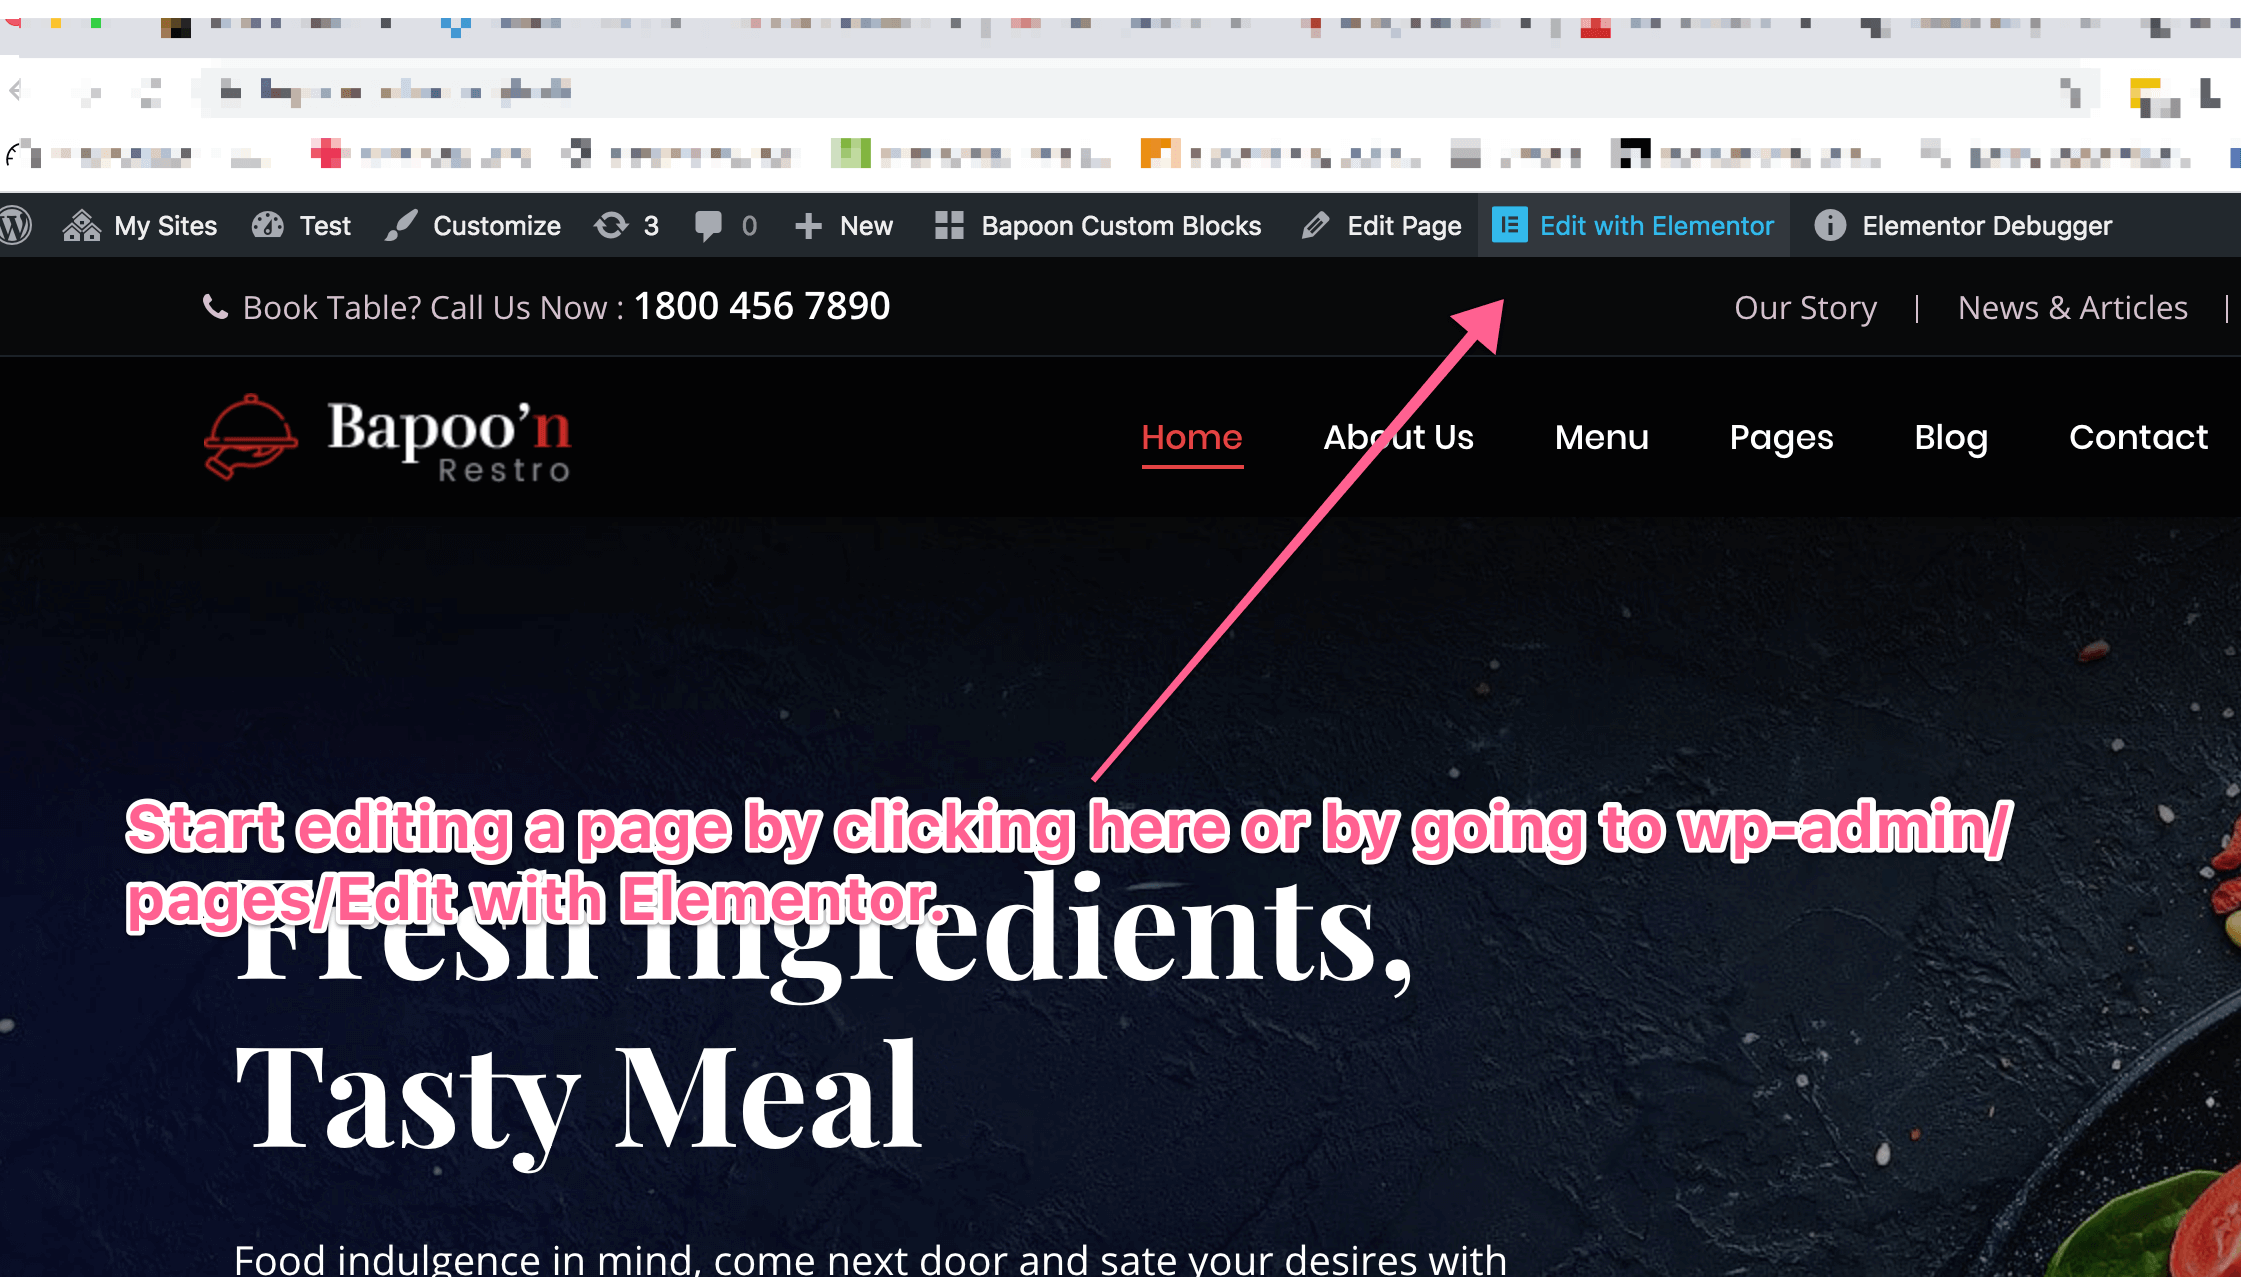 My Sites Test Customize 3 0 New Bapoon Custom Blocks Edit Page Edit with Elementor Elementor Debugger
Book Table? Call Us Now : 1800 456 7890 Our Story | News & Articles |
Bapoo'n
Restro
Home About Us Menu Pages Blog Contact
Start editing a page by clicking here or by going to wp-admin/
pages/Edit with Elementor.
Fresh Ingredients,
Tasty Meal
Food indulgence in mind, come next door and sate your desires with